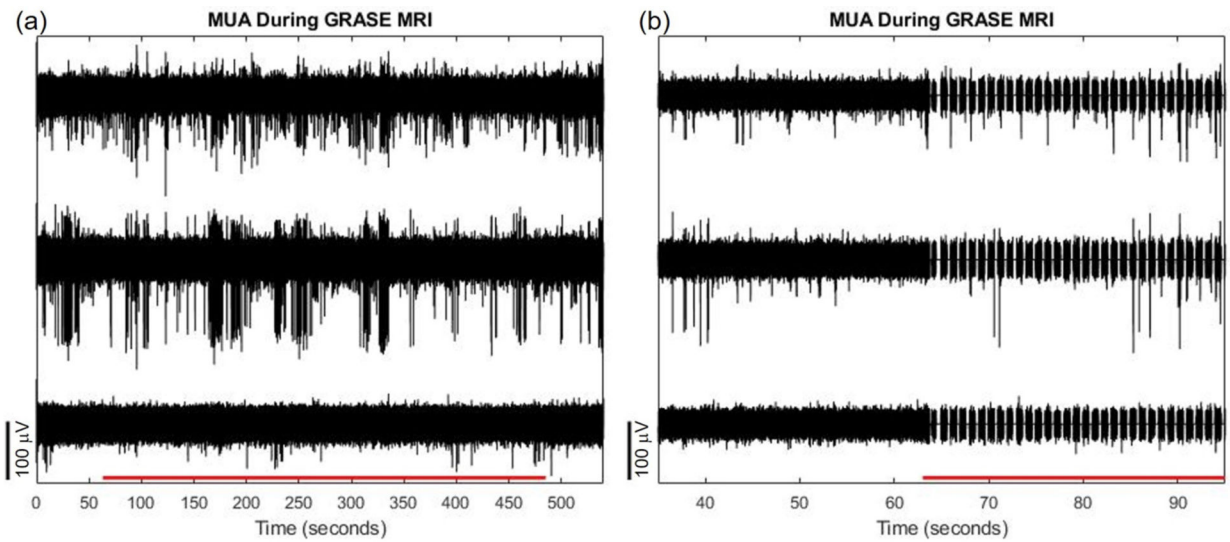 (a)
MUA During GRASE MRI
100 µV
0 50 100 150 200 250 300 350 400 450 500
Time (seconds)
(b)
MUA During GRASE MRI
100 µV
40 50 60 70 80 90
Time (seconds)